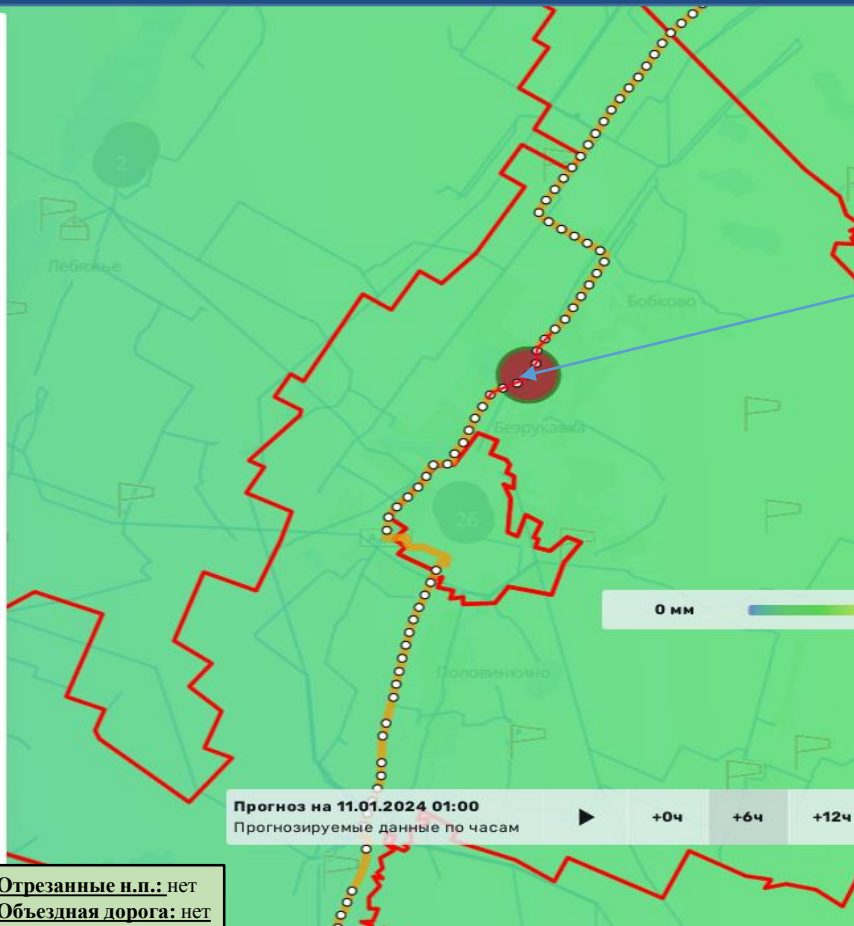 2
Лебяжье
Бобково
Безрукавка
26
0 мм
Половинкино
Прогноз на 11.01.2024 01:00
Прогнозируемые данные по часам
+0ч
+6ч
+12ч
Отрезанные н.п.: нет
Объездная дорога: нет